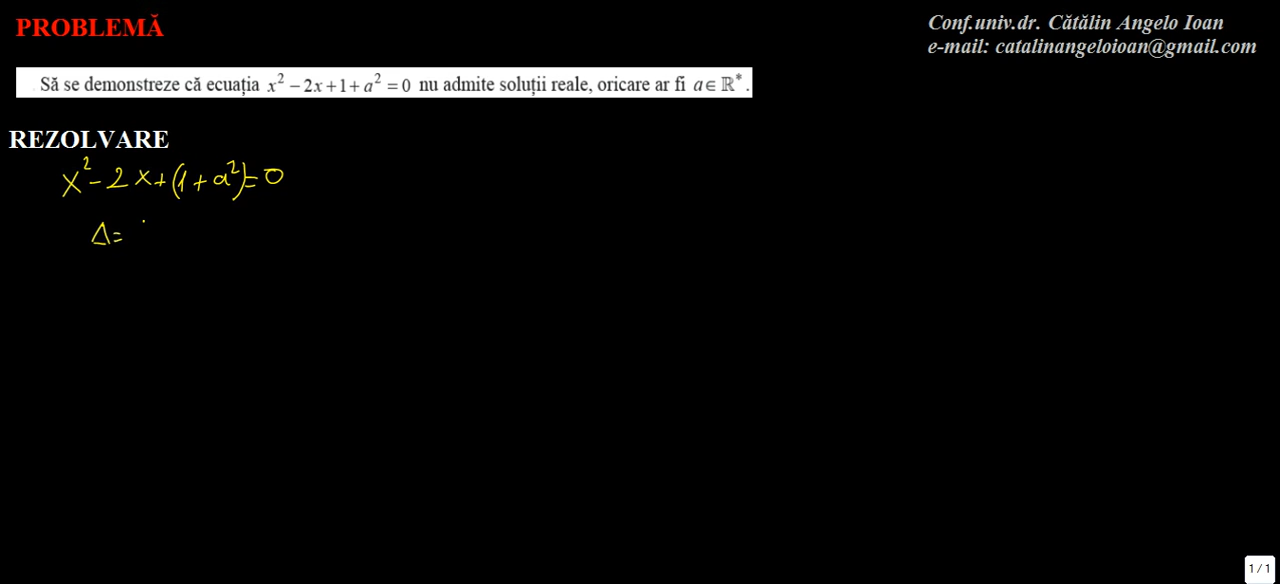 PROBLEMĂ
Conf.univ.dr. Cătălin Angelo Ioan
e-mail: catalinangeloioan@gmail.com
Să se demonstreze că ecuația x² − 2x + 1 + a² = 0 nu admite soluții reale, oricare ar fi a ∈ ℝ*.
REZOLVARE
x² − 2x + (1 + a²) = 0
Δ =
1 / 1